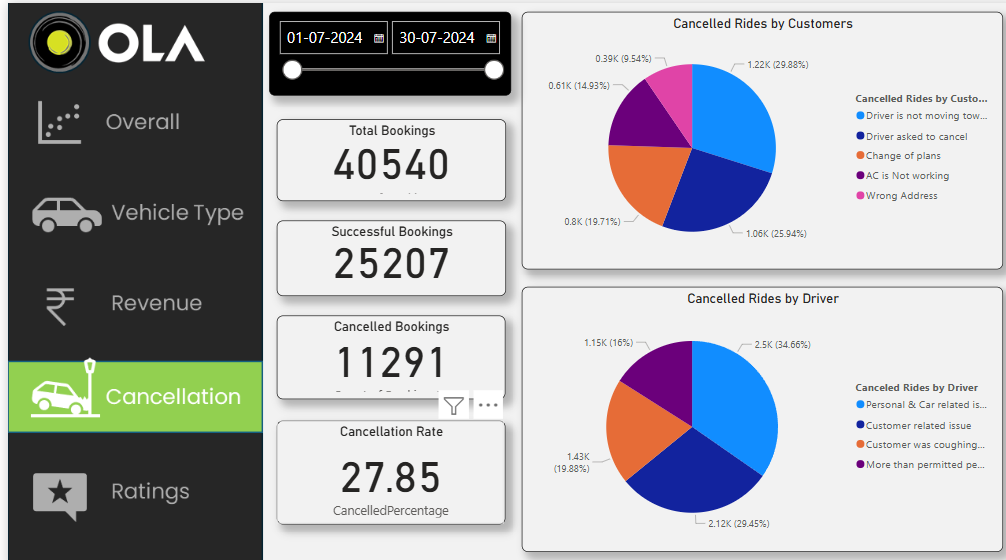 OLA
Overall
Vehicle Type
Revenue
Cancellation
Ratings
01-07-2024 30-07-2024
Total Bookings
40540
Successful Bookings
25207
Cancelled Bookings
11291
Cancellation Rate
27.85
CancelledPercentage
Cancelled Rides by Customers
0.39K (9.54%)
1.22K (29.88%)
0.61K (14.93%)
0.8K (19.71%)
1.06K (25.94%)
Cancelled Rides by Custo...
Driver is not moving tow...
Driver asked to cancel
Change of plans
AC is Not working
Wrong Address
Cancelled Rides by Driver
1.15K (16%)
2.5K (34.66%)
1.43K
(19.88%)
2.12K (29.45%)
Canceled Rides by Driver
Personal & Car related is...
Customer related issue
Customer was coughing...
More than permitted pe...